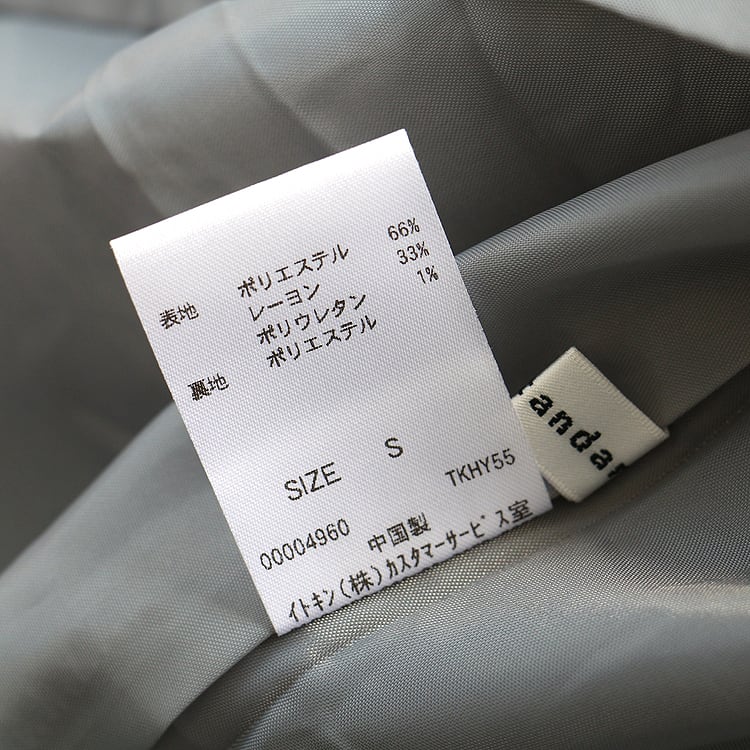 表地 ポリエステル 66%
レーヨン 33%
ポリウレタン 1%
裏地 ポリエステル
SIZE S
00004960 TKHY55
中国製
イトキン(株)カスタマーサービス室
andar